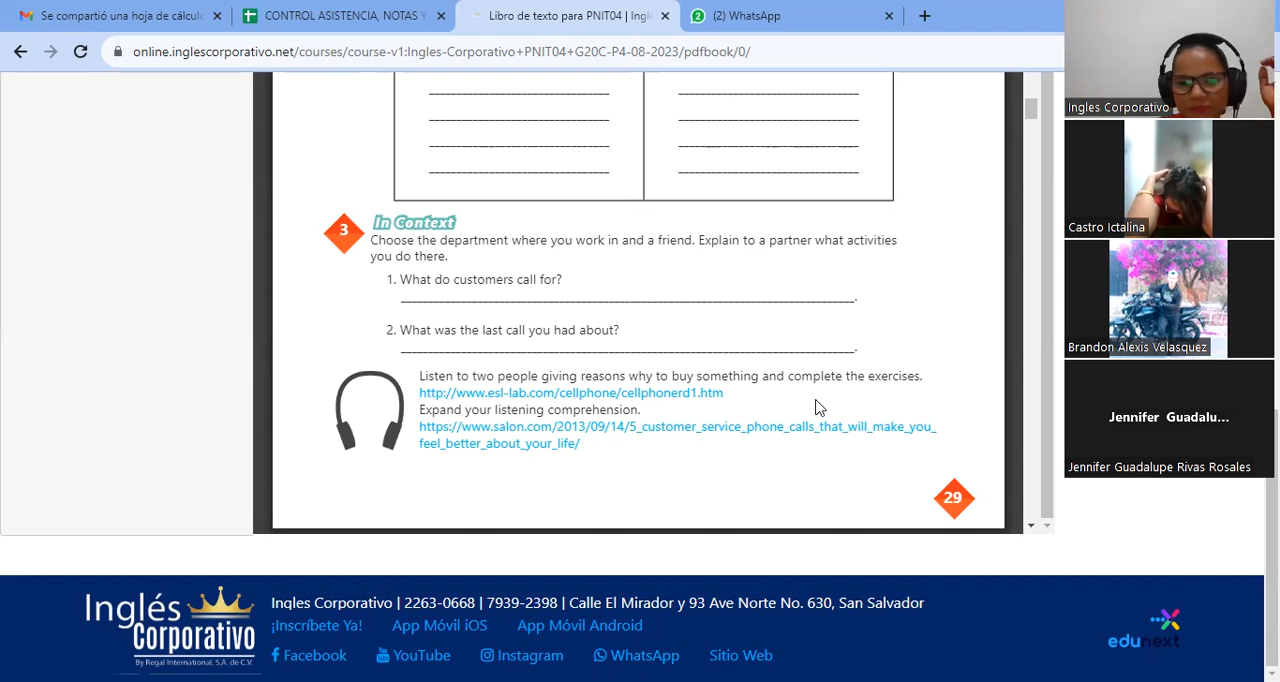 Se compartió una hoja de cálcu
CONTROL ASISTENCIA, NOTAS Y
Libro de texto para PNIT04 | Ingle
2
(2) WhatsApp
online.inglescorporativo.net/courses/course-v1:Ingles-Corporativo+PNIT04+G20C-P4-08-2023/pdfbook/0/
3
In Context
Choose the department where you work in and a friend. Explain to a partner what activities
you do there.
1. What do customers call for?
2. What was the last call you had about?
Listen to two people giving reasons why to buy something and complete the exercises.
http://www.esl-lab.com/cellphone/cellphonerd1.htm
Expand your listening comprehension.
https://www.salon.com/2013/09/14/5_customer_service_phone_calls_that_will_make_you_
feel_better_about_your_life/
29
Ingles Corporativo
Castro Ictalina
Brandon Alexis Velasquez
Jennifer Guadalu...
Jennifer Guadalupe Rivas Rosales
Inglés
Corporativo
By Regal International, S.A. de C.V.
Ingles Corporativo | 2263-0668 | 7939-2398 | Calle El Mirador y 93 Ave Norte No. 630, San Salvador
¡Inscríbete Ya! App Móvil iOS App Móvil Android
Facebook YouTube Instagram WhatsApp Sitio Web
edunext